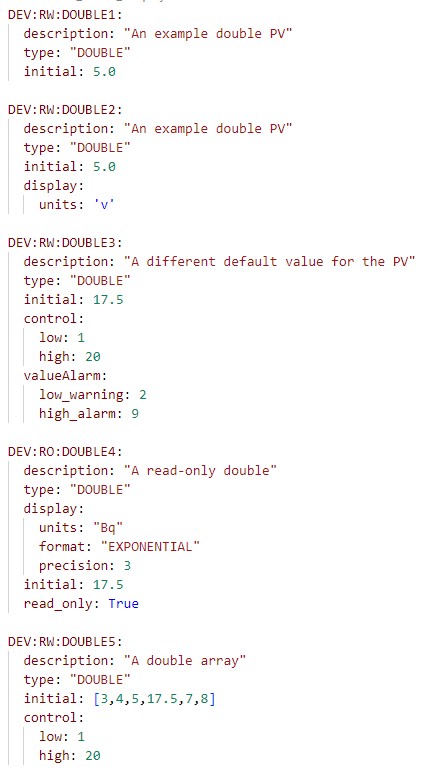 DEV:RW:DOUBLE1:
  description: "An example double PV"
  type: "DOUBLE"
  initial: 5.0

DEV:RW:DOUBLE2:
  description: "An example double PV"
  type: "DOUBLE"
  initial: 5.0
  display:
    units: 'v'

DEV:RW:DOUBLE3:
  description: "A different default value for the PV"
  type: "DOUBLE"
  initial: 17.5
  control:
    low: 1
    high: 20
  valueAlarm:
    low_warning: 2
    high_alarm: 9

DEV:RO:DOUBLE4:
  description: "A read-only double"
  type: "DOUBLE"
  display:
    units: "Bq"
    format: "EXPONENTIAL"
    precision: 3
  initial: 17.5
  read_only: True

DEV:RW:DOUBLE5:
  description: "A double array"
  type: "DOUBLE"
  initial: [3,4,5,17.5,7,8]
  control:
    low: 1
    high: 20